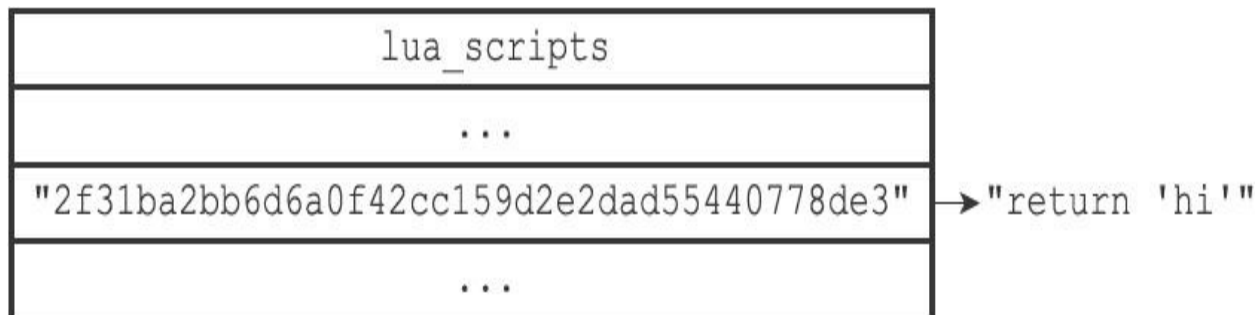 lua_scripts
...
"2f31ba2bb6d6a0f42cc159d2e2dad55440778de3" "return 'hi'"
...